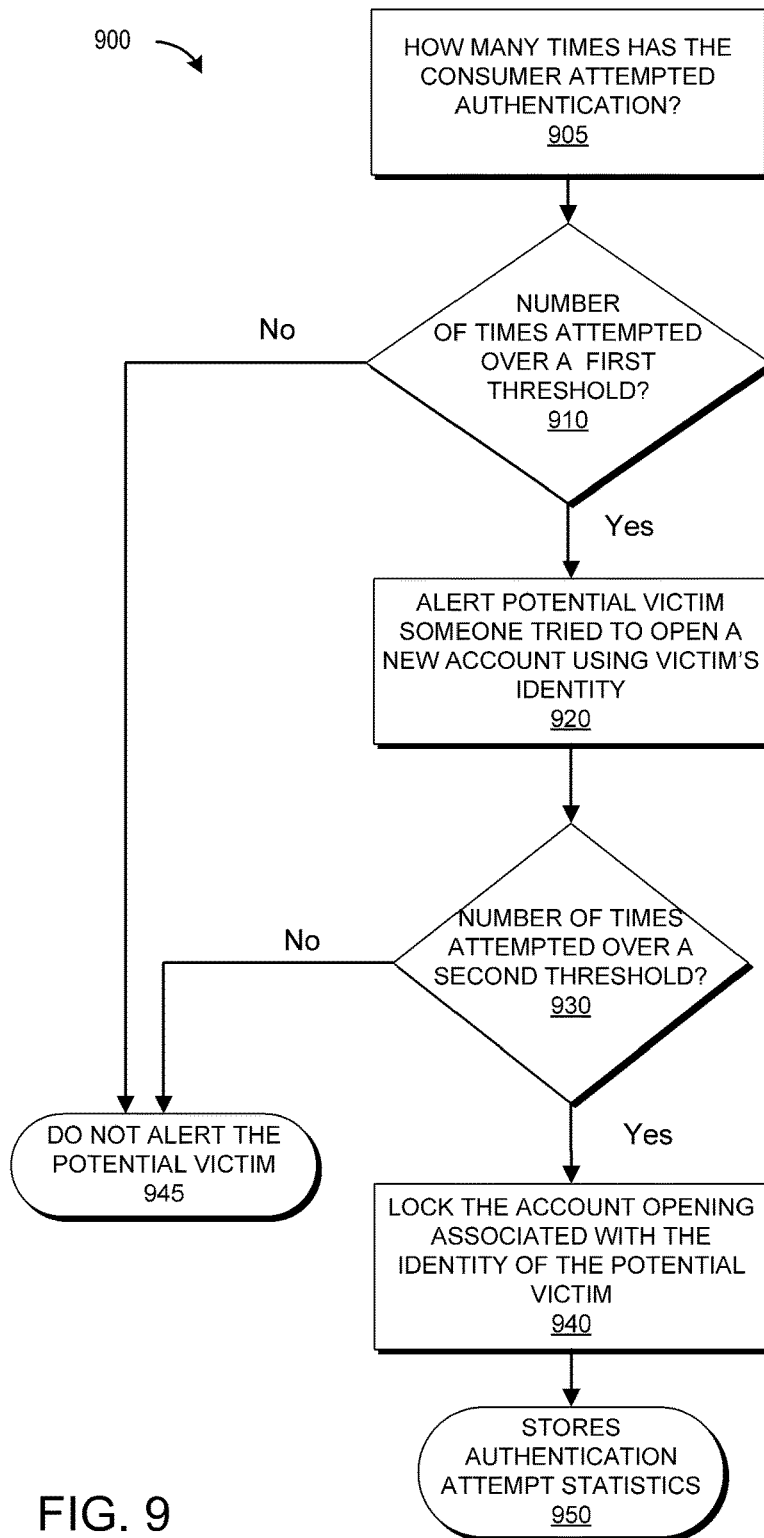 900
HOW MANY TIMES HAS THE
CONSUMER ATTEMPTED
AUTHENTICATION?
905
NUMBER
OF TIMES ATTEMPTED
OVER A FIRST
THRESHOLD?
910
No
Yes
ALERT POTENTIAL VICTIM
SOMEONE TRIED TO OPEN A
NEW ACCOUNT USING VICTIM'S
IDENTITY
920
NUMBER OF TIMES
ATTEMPTED OVER A
SECOND THRESHOLD?
930
No
Yes
DO NOT ALERT THE
POTENTIAL VICTIM
945
LOCK THE ACCOUNT OPENING
ASSOCIATED WITH THE
IDENTITY OF THE POTENTIAL
VICTIM
940
STORES
AUTHENTICATION
ATTEMPT STATISTICS
950
FIG. 9